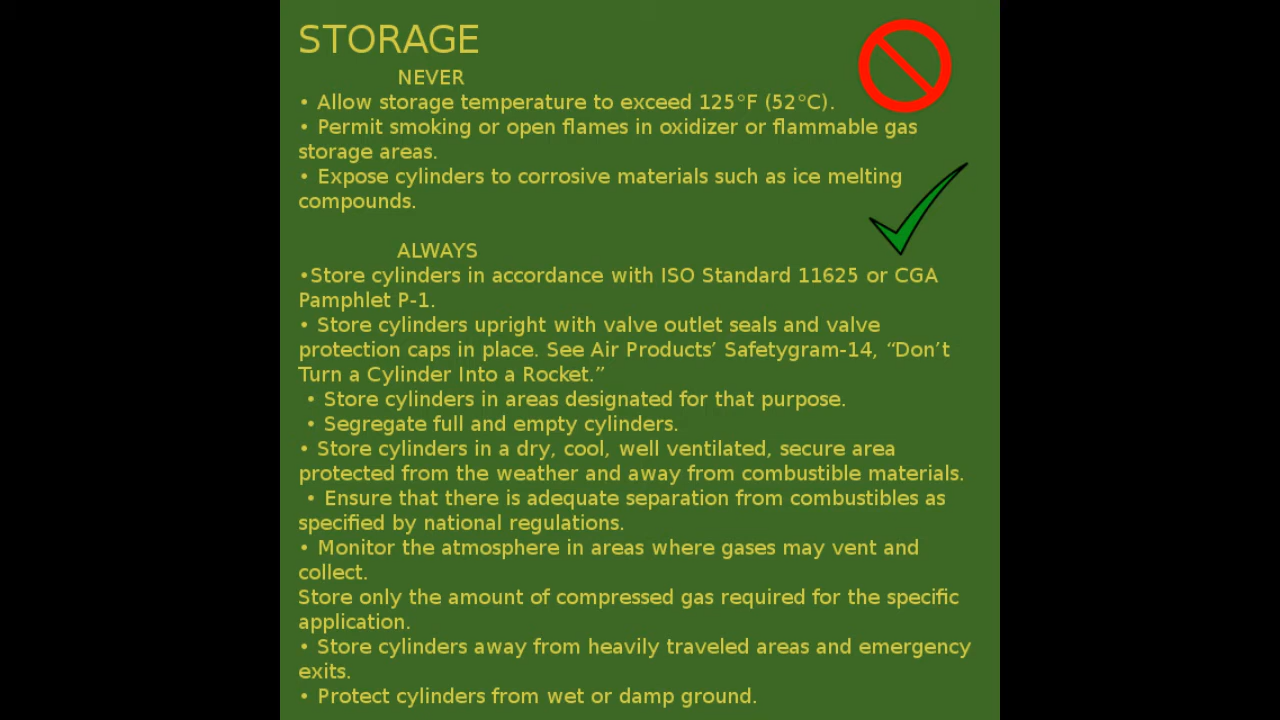 STORAGE
NEVER
• Allow storage temperature to exceed 125°F (52°C).
• Permit smoking or open flames in oxidizer or flammable gas
storage areas.
• Expose cylinders to corrosive materials such as ice melting
compounds.
ALWAYS
•Store cylinders in accordance with ISO Standard 11625 or CGA
Pamphlet P-1.
• Store cylinders upright with valve outlet seals and valve
protection caps in place. See Air Products’ Safetygram-14, “Don’t
Turn a Cylinder Into a Rocket.”
• Store cylinders in areas designated for that purpose.
• Segregate full and empty cylinders.
• Store cylinders in a dry, cool, well ventilated, secure area
protected from the weather and away from combustible materials.
• Ensure that there is adequate separation from combustibles as
specified by national regulations.
• Monitor the atmosphere in areas where gases may vent and
collect.
Store only the amount of compressed gas required for the specific
application.
• Store cylinders away from heavily traveled areas and emergency
exits.
• Protect cylinders from wet or damp ground.